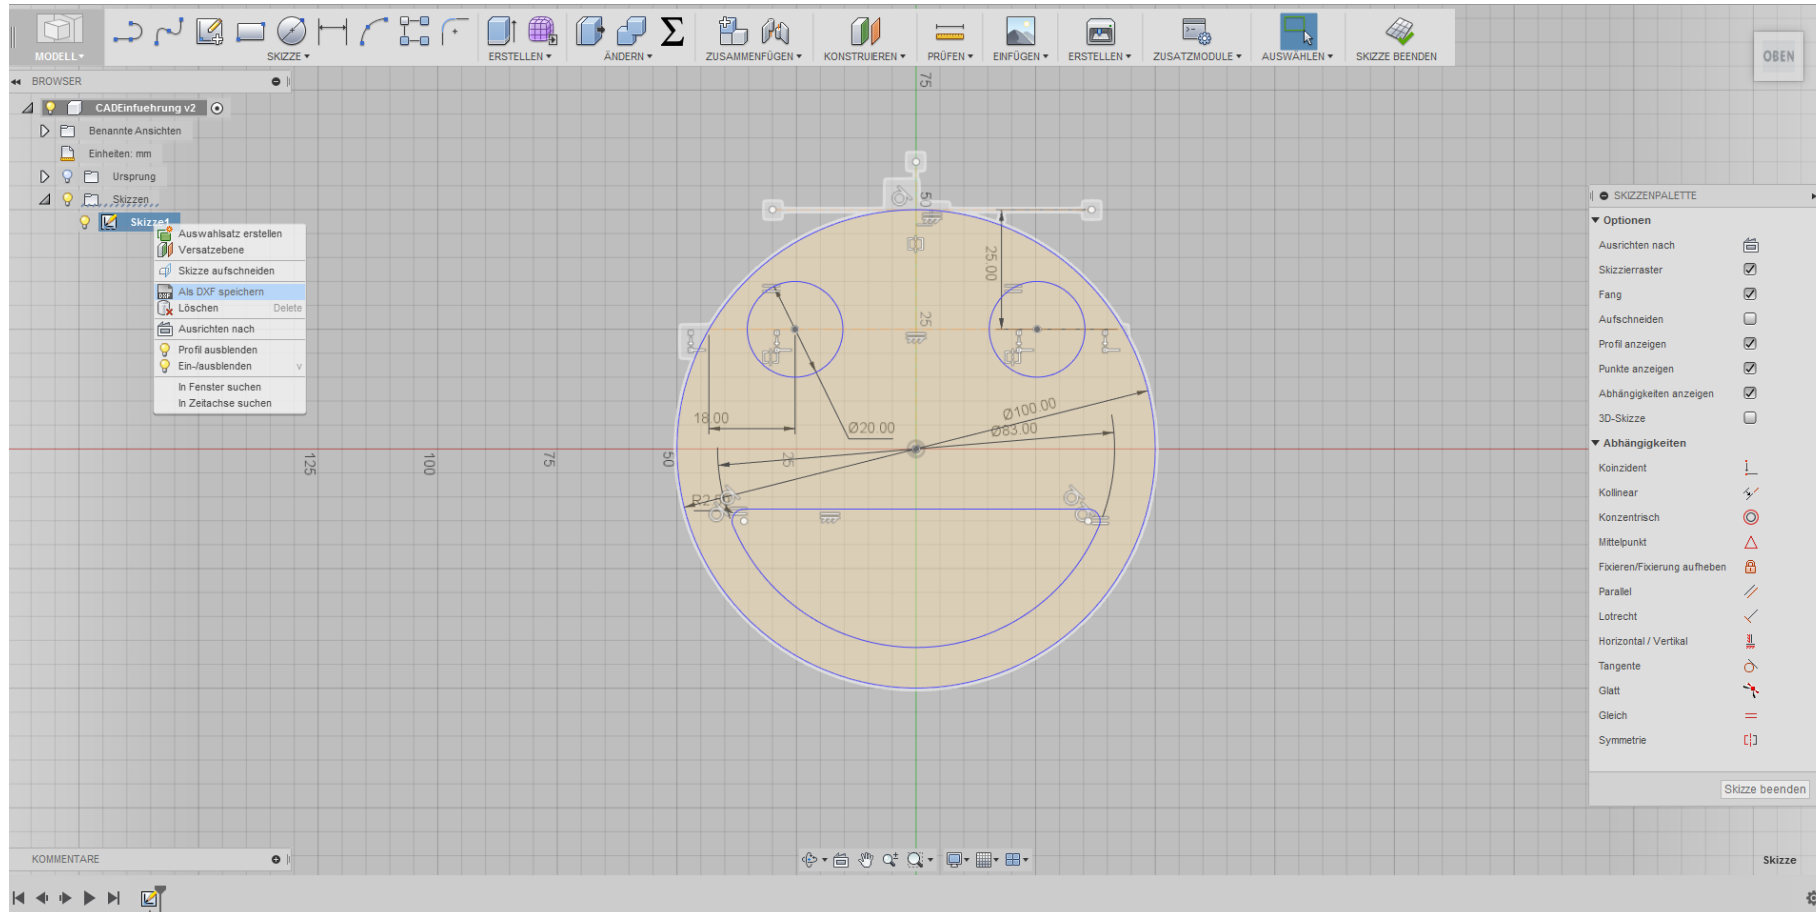 MODELL
SKIZZE
ERSTELLEN
ÄNDERN
ZUSAMMENFÜGEN
KONSTRUIEREN
PRÜFEN
EINFÜGEN
ERSTELLEN
ZUSATZMODULE
AUSWÄHLEN
SKIZZE BEENDEN
OBEN
BROWSER
CADEinfuehrung v2
Benannte Ansichten
Einheiten: mm
Ursprung
Skizzen
Skizze1
Auswahlsatz erstellen
Versatzebene
Skizze aufschneiden
DXF
Als DXF speichern
Löschen Delete
Ausrichten nach
Profil ausblenden
Ein-/ausblenden v
In Fenster suchen
In Zeitachse suchen
75
50
25
25.00
18.00
Ø20.00
Ø100.00
Ø83.00
125
100
75
50
25
SKIZZENPALETTE
Optionen
Ausrichten nach
Skizzierraster
Fang
Aufschneiden
Profil anzeigen
Punkte anzeigen
Abhängigkeiten anzeigen
3D-Skizze
Abhängigkeiten
Koinzident
Kollinear
Konzentrisch
Mittelpunkt
Fixieren/Fixierung aufheben
Parallel
Lotrecht
Horizontal / Vertikal
Tangente
Glatt
Gleich
Symmetrie
Skizze beenden
KOMMENTARE
Skizze